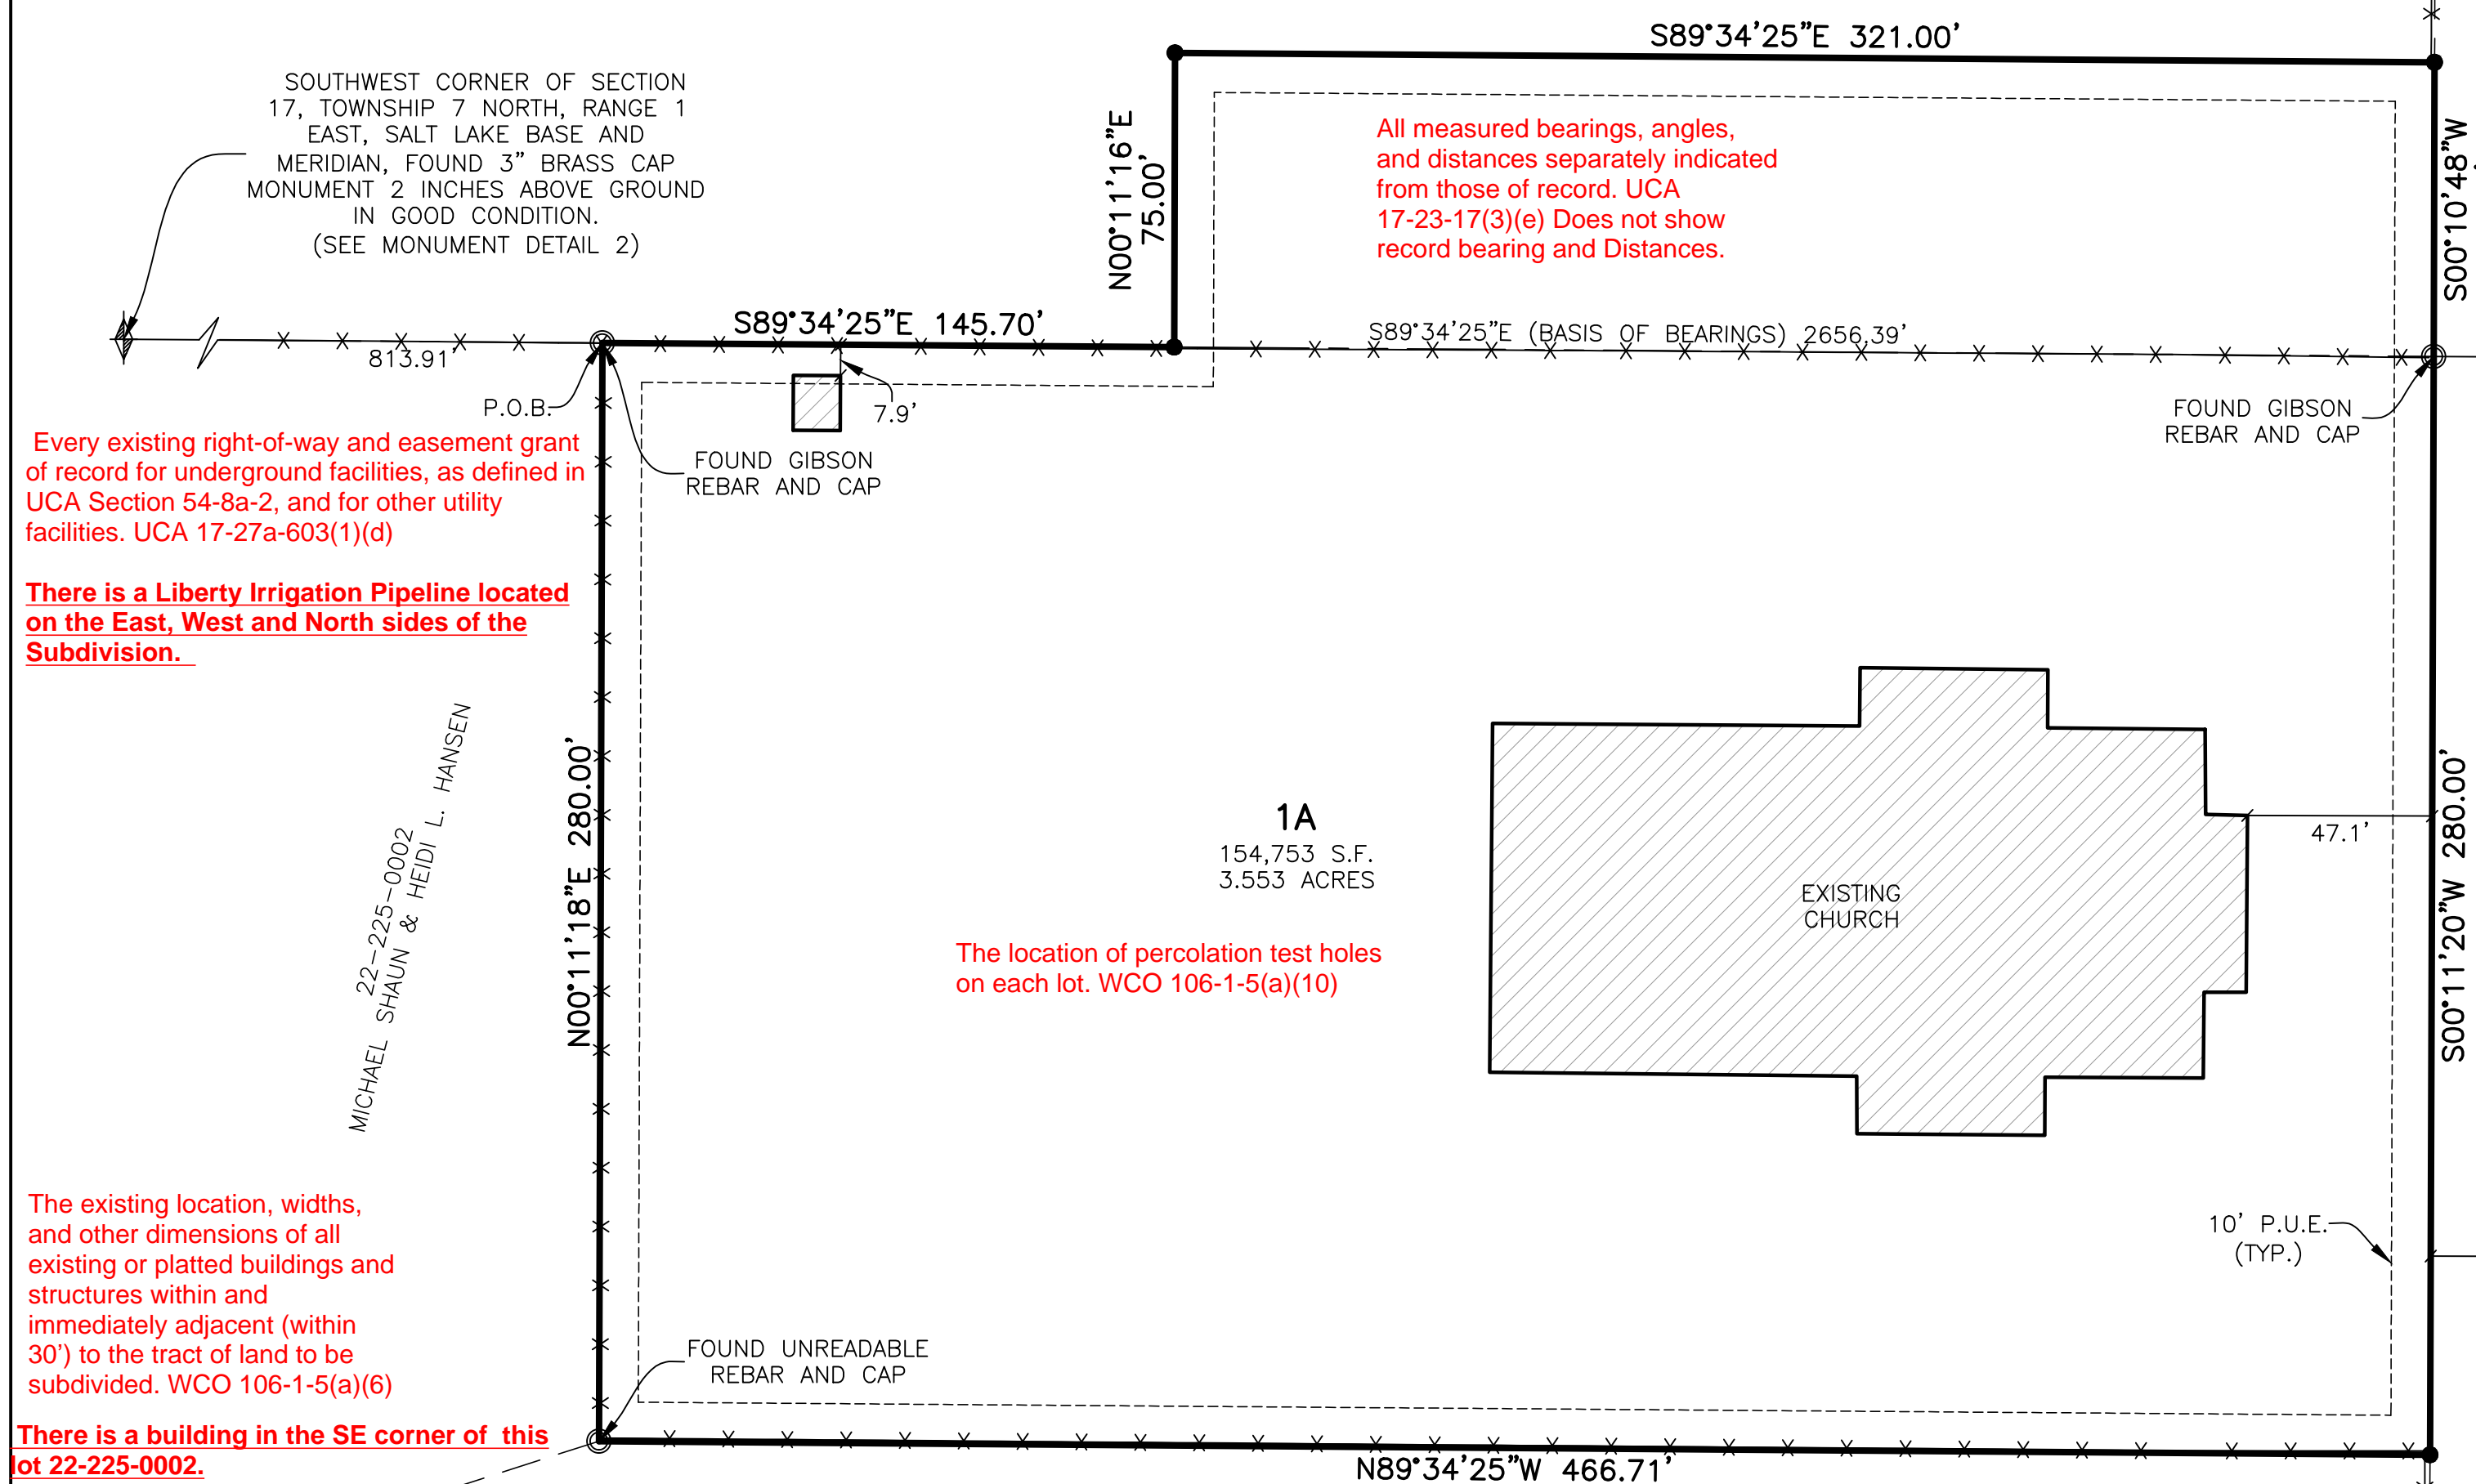 S89°34'25"E 321.00'
SOUTHWEST CORNER OF SECTION
17, TOWNSHIP 7 NORTH, RANGE 1
EAST, SALT LAKE BASE AND
MERIDIAN, FOUND 3" BRASS CAP
MONUMENT 2 INCHES ABOVE GROUND
IN GOOD CONDITION.
(SEE MONUMENT DETAIL 2)
N00°11'16"E
75.00'
All measured bearings, angles,
and distances separately indicated
from those of record. UCA
17-23-17(3)(e) Does not show
record bearing and Distances.
S00°10'48"W
S89°34'25"E 145.70'
S89°34'25"E (BASIS OF BEARINGS) 2656.39'
813.91'
P.O.B.
7.9'
FOUND GIBSON
REBAR AND CAP
FOUND GIBSON
REBAR AND CAP
Every existing right-of-way and easement grant
of record for underground facilities, as defined in
UCA Section 54-8a-2, and for other utility
facilities. UCA 17-27a-603(1)(d)
There is a Liberty Irrigation Pipeline located
on the East, West and North sides of the
Subdivision.
22-225-0002
MICHAEL SHAUN & HEIDI L. HANSEN
N00°11'18"E 280.00'
1A
154,753 S.F.
3.553 ACRES
EXISTING
CHURCH
47.1'
S00°11'20"W 280.00'
The location of percolation test holes
on each lot. WCO 106-1-5(a)(10)
The existing location, widths,
and other dimensions of all
existing or platted buildings and
structures within and
immediately adjacent (within
30') to the tract of land to be
subdivided. WCO 106-1-5(a)(6)
10' P.U.E.
(TYP.)
FOUND UNREADABLE
REBAR AND CAP
There is a building in the SE corner of this
lot 22-225-0002.
N89°34'25"W 466.71'